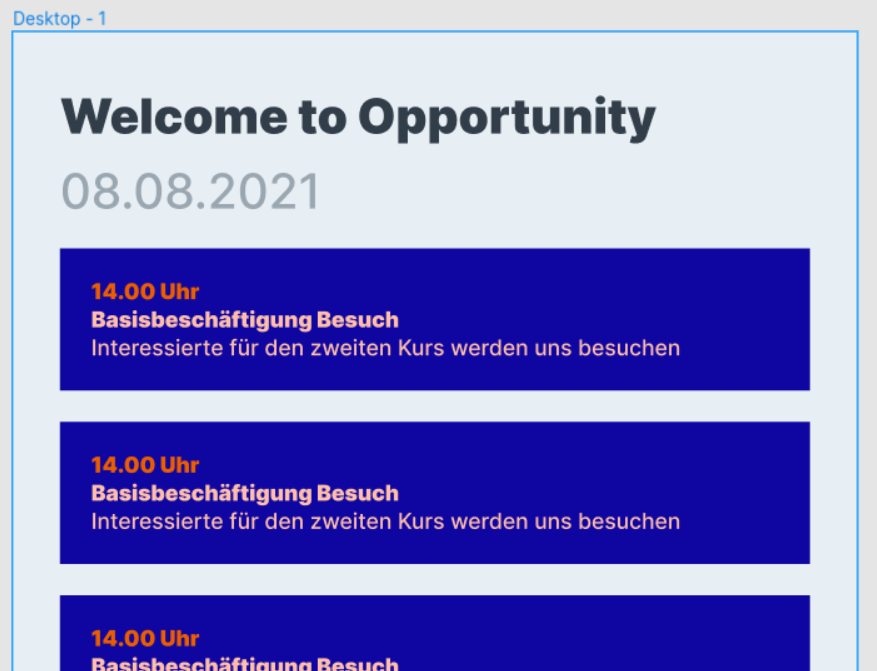 Desktop - 1
Welcome to Opportunity
08.08.2021
14.00 Uhr
Basisbeschäftigung Besuch
Interessierte für den zweiten Kurs werden uns besuchen
14.00 Uhr
Basisbeschäftigung Besuch
Interessierte für den zweiten Kurs werden uns besuchen
14.00 Uhr
Basisbeschäftigung Besuch